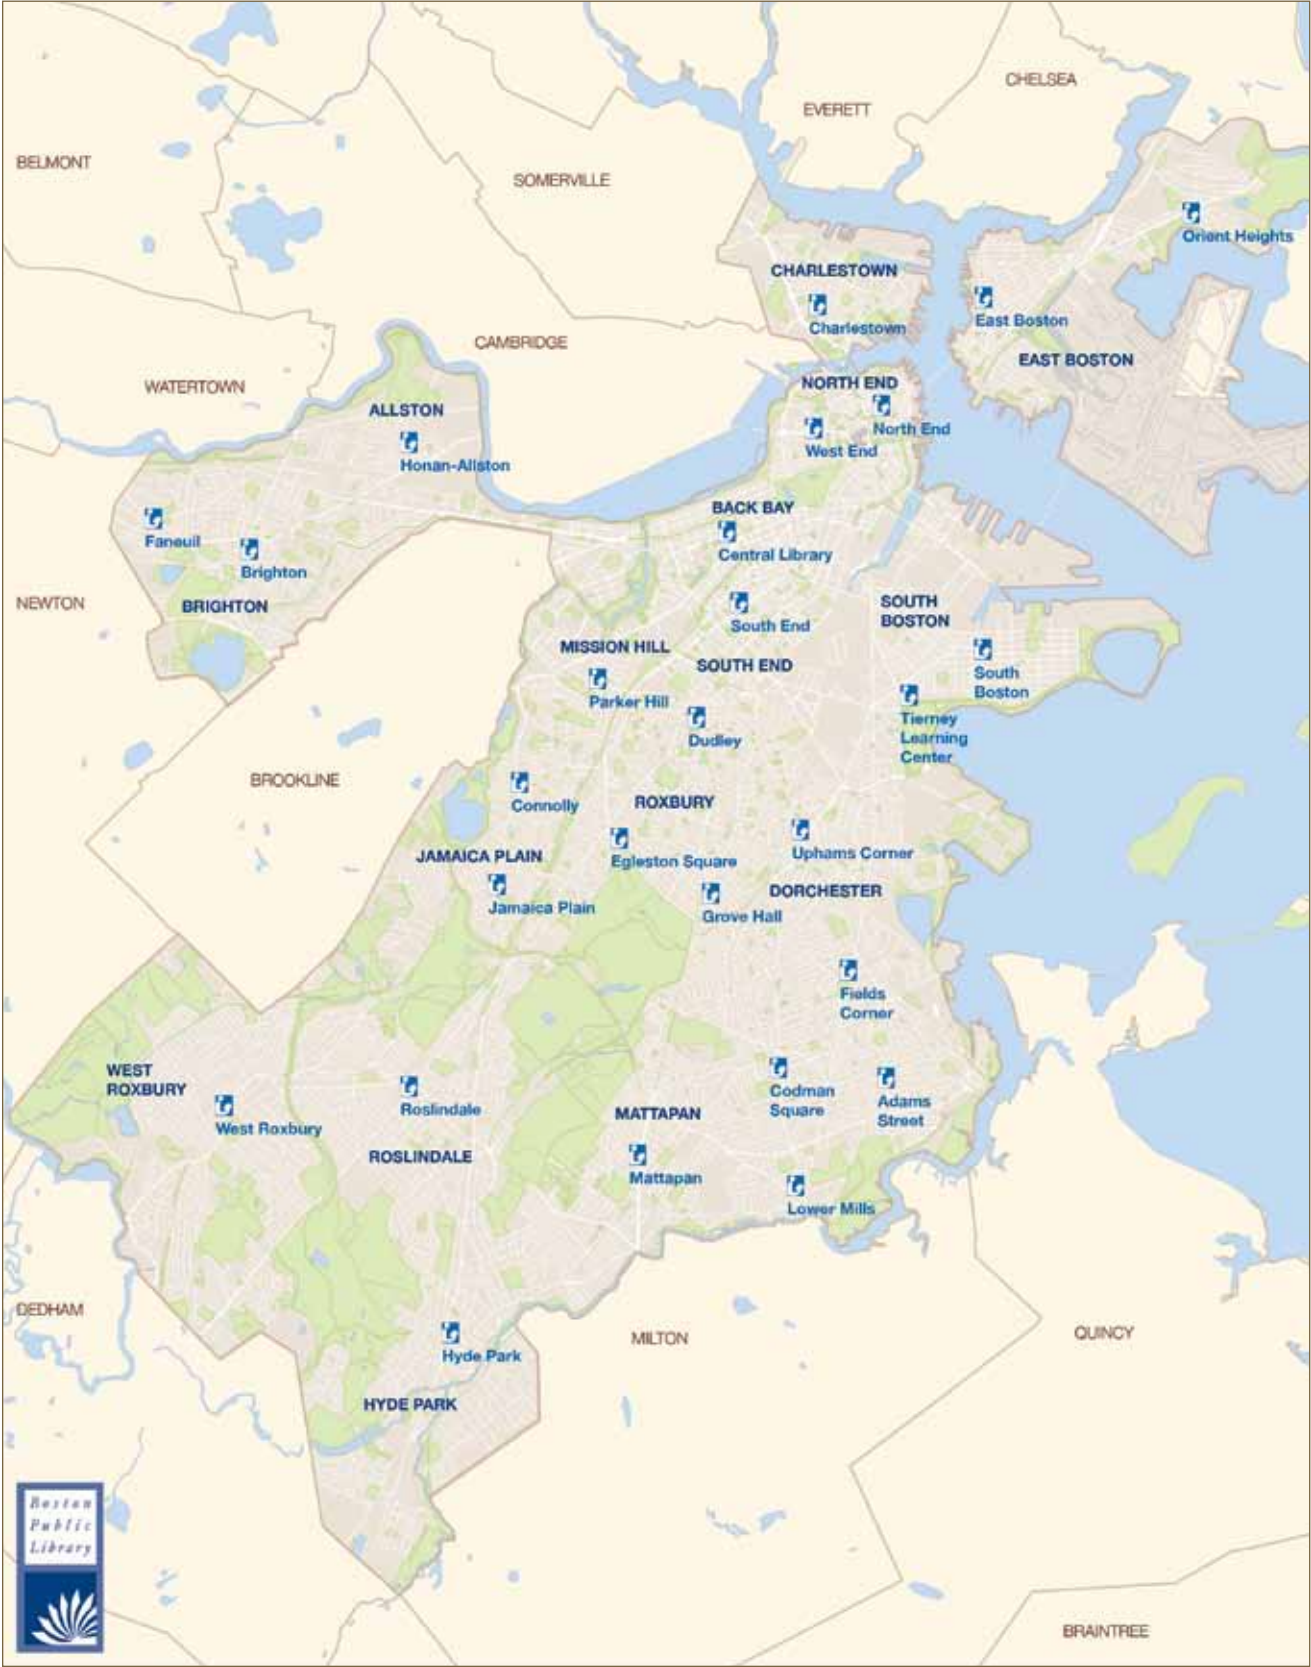 CHELSEA
EVERETT
BELMONT
SOMERVILLE
Orient Heights
CHARLESTOWN
Charlestown
East Boston
EAST BOSTON
CAMBRIDGE
WATERTOWN
NORTH END
North End
West End
ALLSTON
Honan-Allston
BACK BAY
Central Library
Faneuil
Brighton
BRIGHTON
NEWTON
SOUTH
BOSTON
South End
MISSION HILL
SOUTH END
South
Boston
Parker Hill
Dudley
Tierney
Learning
Center
BROOKLINE
Connolly
ROXBURY
JAMAICA PLAIN
Egleston Square
Uphams Corner
DORCHESTER
Jamaica Plain
Grove Hall
Fields
Corner
WEST
ROXBURY
West Roxbury
Roslindale
ROSLINDALE
MATTAPAN
Mattapan
Codman
Square
Adams
Street
Lower Mills
DEDHAM
MILTON
QUINCY
Hyde Park
HYDE PARK
Boston
Public
Library
BRAINTREE